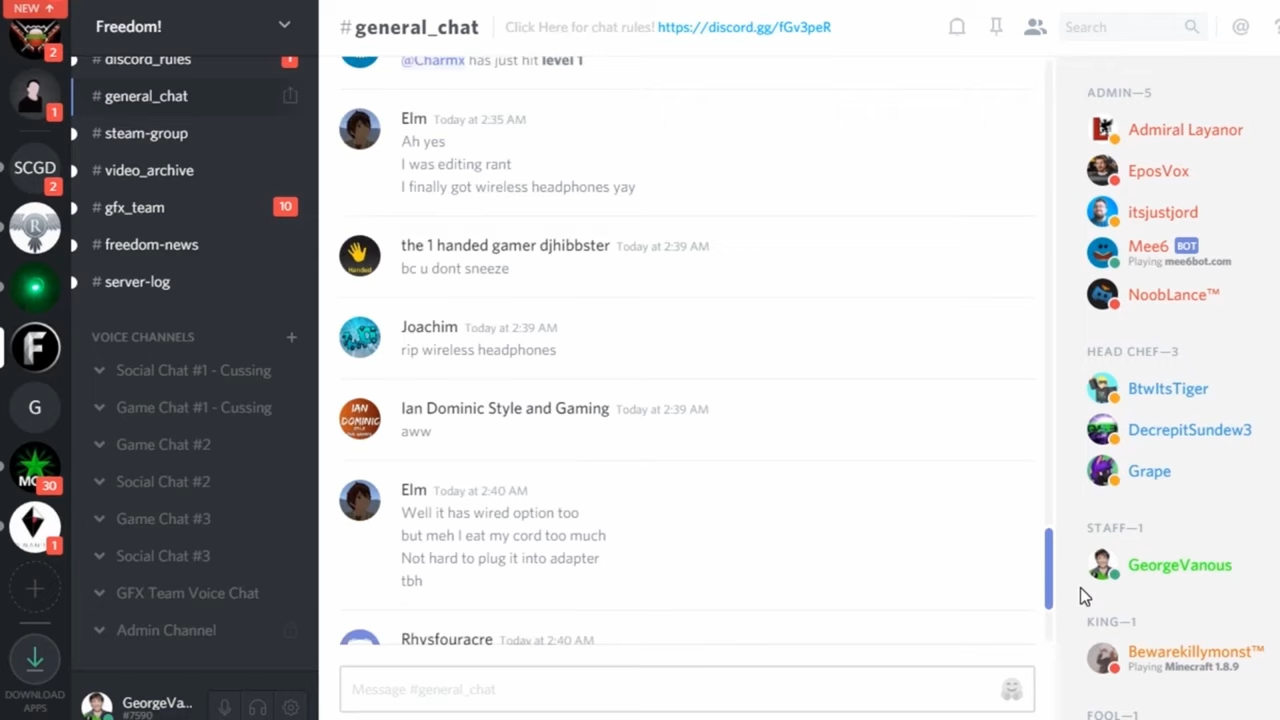 NEW ↑
2
1
SCGD
2
R
F
G
MC
30
1
+
DOWNLOAD
APPS
Freedom!
# discord_rules
1
# general_chat
# steam-group
# video_archive
# gfx_team
10
# freedom-news
# server-log
VOICE CHANNELS +
Social Chat #1 - Cussing
Game Chat #1 - Cussing
Game Chat #2
Social Chat #2
Game Chat #3
Social Chat #3
GFX Team Voice Chat
Admin Channel
GeorgeVa...
#7590
# general_chat
Click Here for chat rules! https://discord.gg/fGv3peR
Search
@
@Charmx has just hit level 1
Elm Today at 2:35 AM
Ah yes
I was editing rant
I finally got wireless headphones yay
Handed
the 1 handed gamer djhibbster Today at 2:39 AM
bc u dont sneeze
Joachim Today at 2:39 AM
rip wireless headphones
IAN
DOMINIC
Ian Dominic Style and Gaming Today at 2:39 AM
aww
Elm Today at 2:40 AM
Well it has wired option too
but meh I eat my cord too much
Not hard to plug it into adapter
tbh
Rhysfouracre Today at 2:40 AM
Message #general_chat
ADMIN—5
Admiral Layanor
EposVox
itsjustjord
Mee6 BOT
Playing mee6bot.com
NoobLance™
HEAD CHEF—3
BtwItsTiger
DecrepitSundew3
Grape
STAFF—1
GeorgeVanous
KING—1
Bewarekillymonst™
Playing Minecraft 1.8.9
FOOL—1